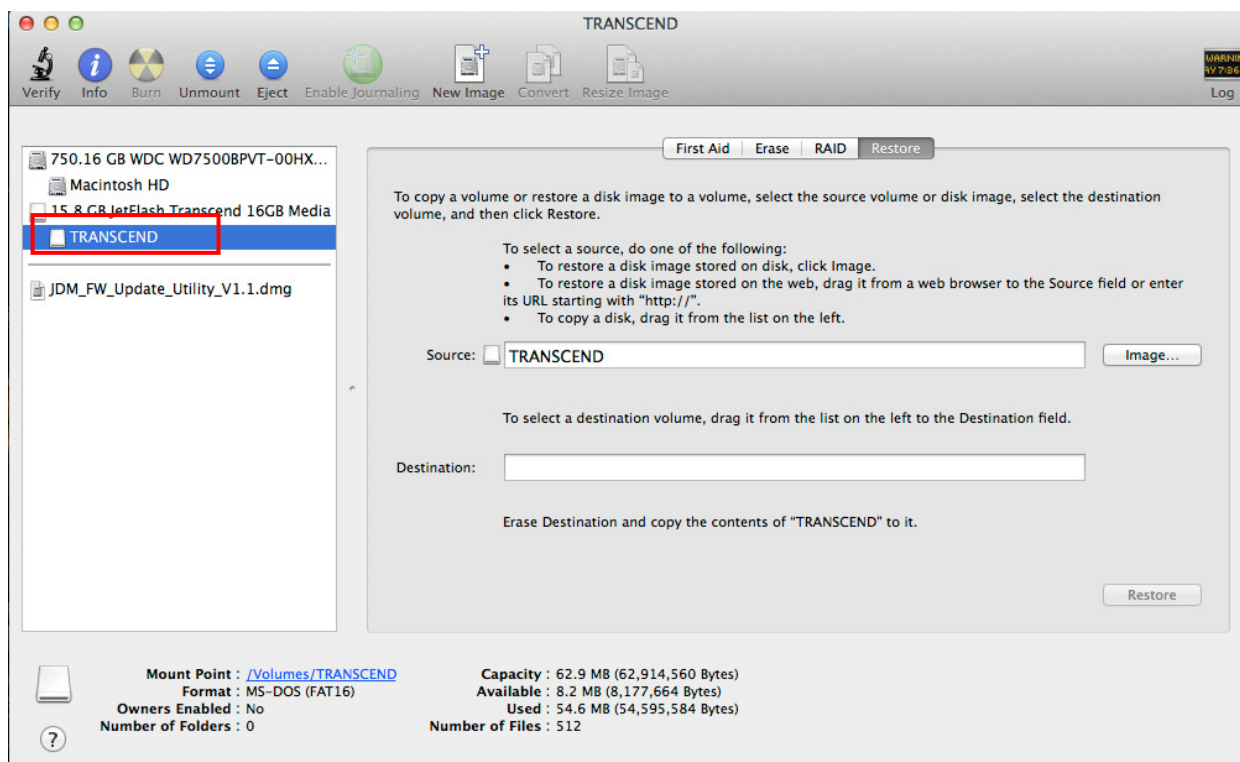 TRANSCEND
WARNIN
AY 7:36
Verify Info Burn Unmount Eject Enable Journaling New Image Convert Resize Image Log
750.16 GB WDC WD7500BPVT-00HX...
Macintosh HD
15.8 GB JetFlash Transcend 16GB Media
TRANSCEND
JDM_FW_Update_Utility_V1.1.dmg
First Aid Erase RAID Restore
To copy a volume or restore a disk image to a volume, select the source volume or disk image, select the destination
volume, and then click Restore.
To select a source, do one of the following:
• To restore a disk image stored on disk, click Image.
• To restore a disk image stored on the web, drag it from a web browser to the Source field or enter
its URL starting with “http://”.
• To copy a disk, drag it from the list on the left.
Source: TRANSCEND Image...
To select a destination volume, drag it from the list on the left to the Destination field.
Destination:
Erase Destination and copy the contents of “TRANSCEND” to it.
Restore
Mount Point : /Volumes/TRANSCEND
Format : MS-DOS (FAT16)
Owners Enabled : No
Number of Folders : 0
Capacity : 62.9 MB (62,914,560 Bytes)
Available : 8.2 MB (8,177,664 Bytes)
Used : 54.6 MB (54,595,584 Bytes)
Number of Files : 512
?